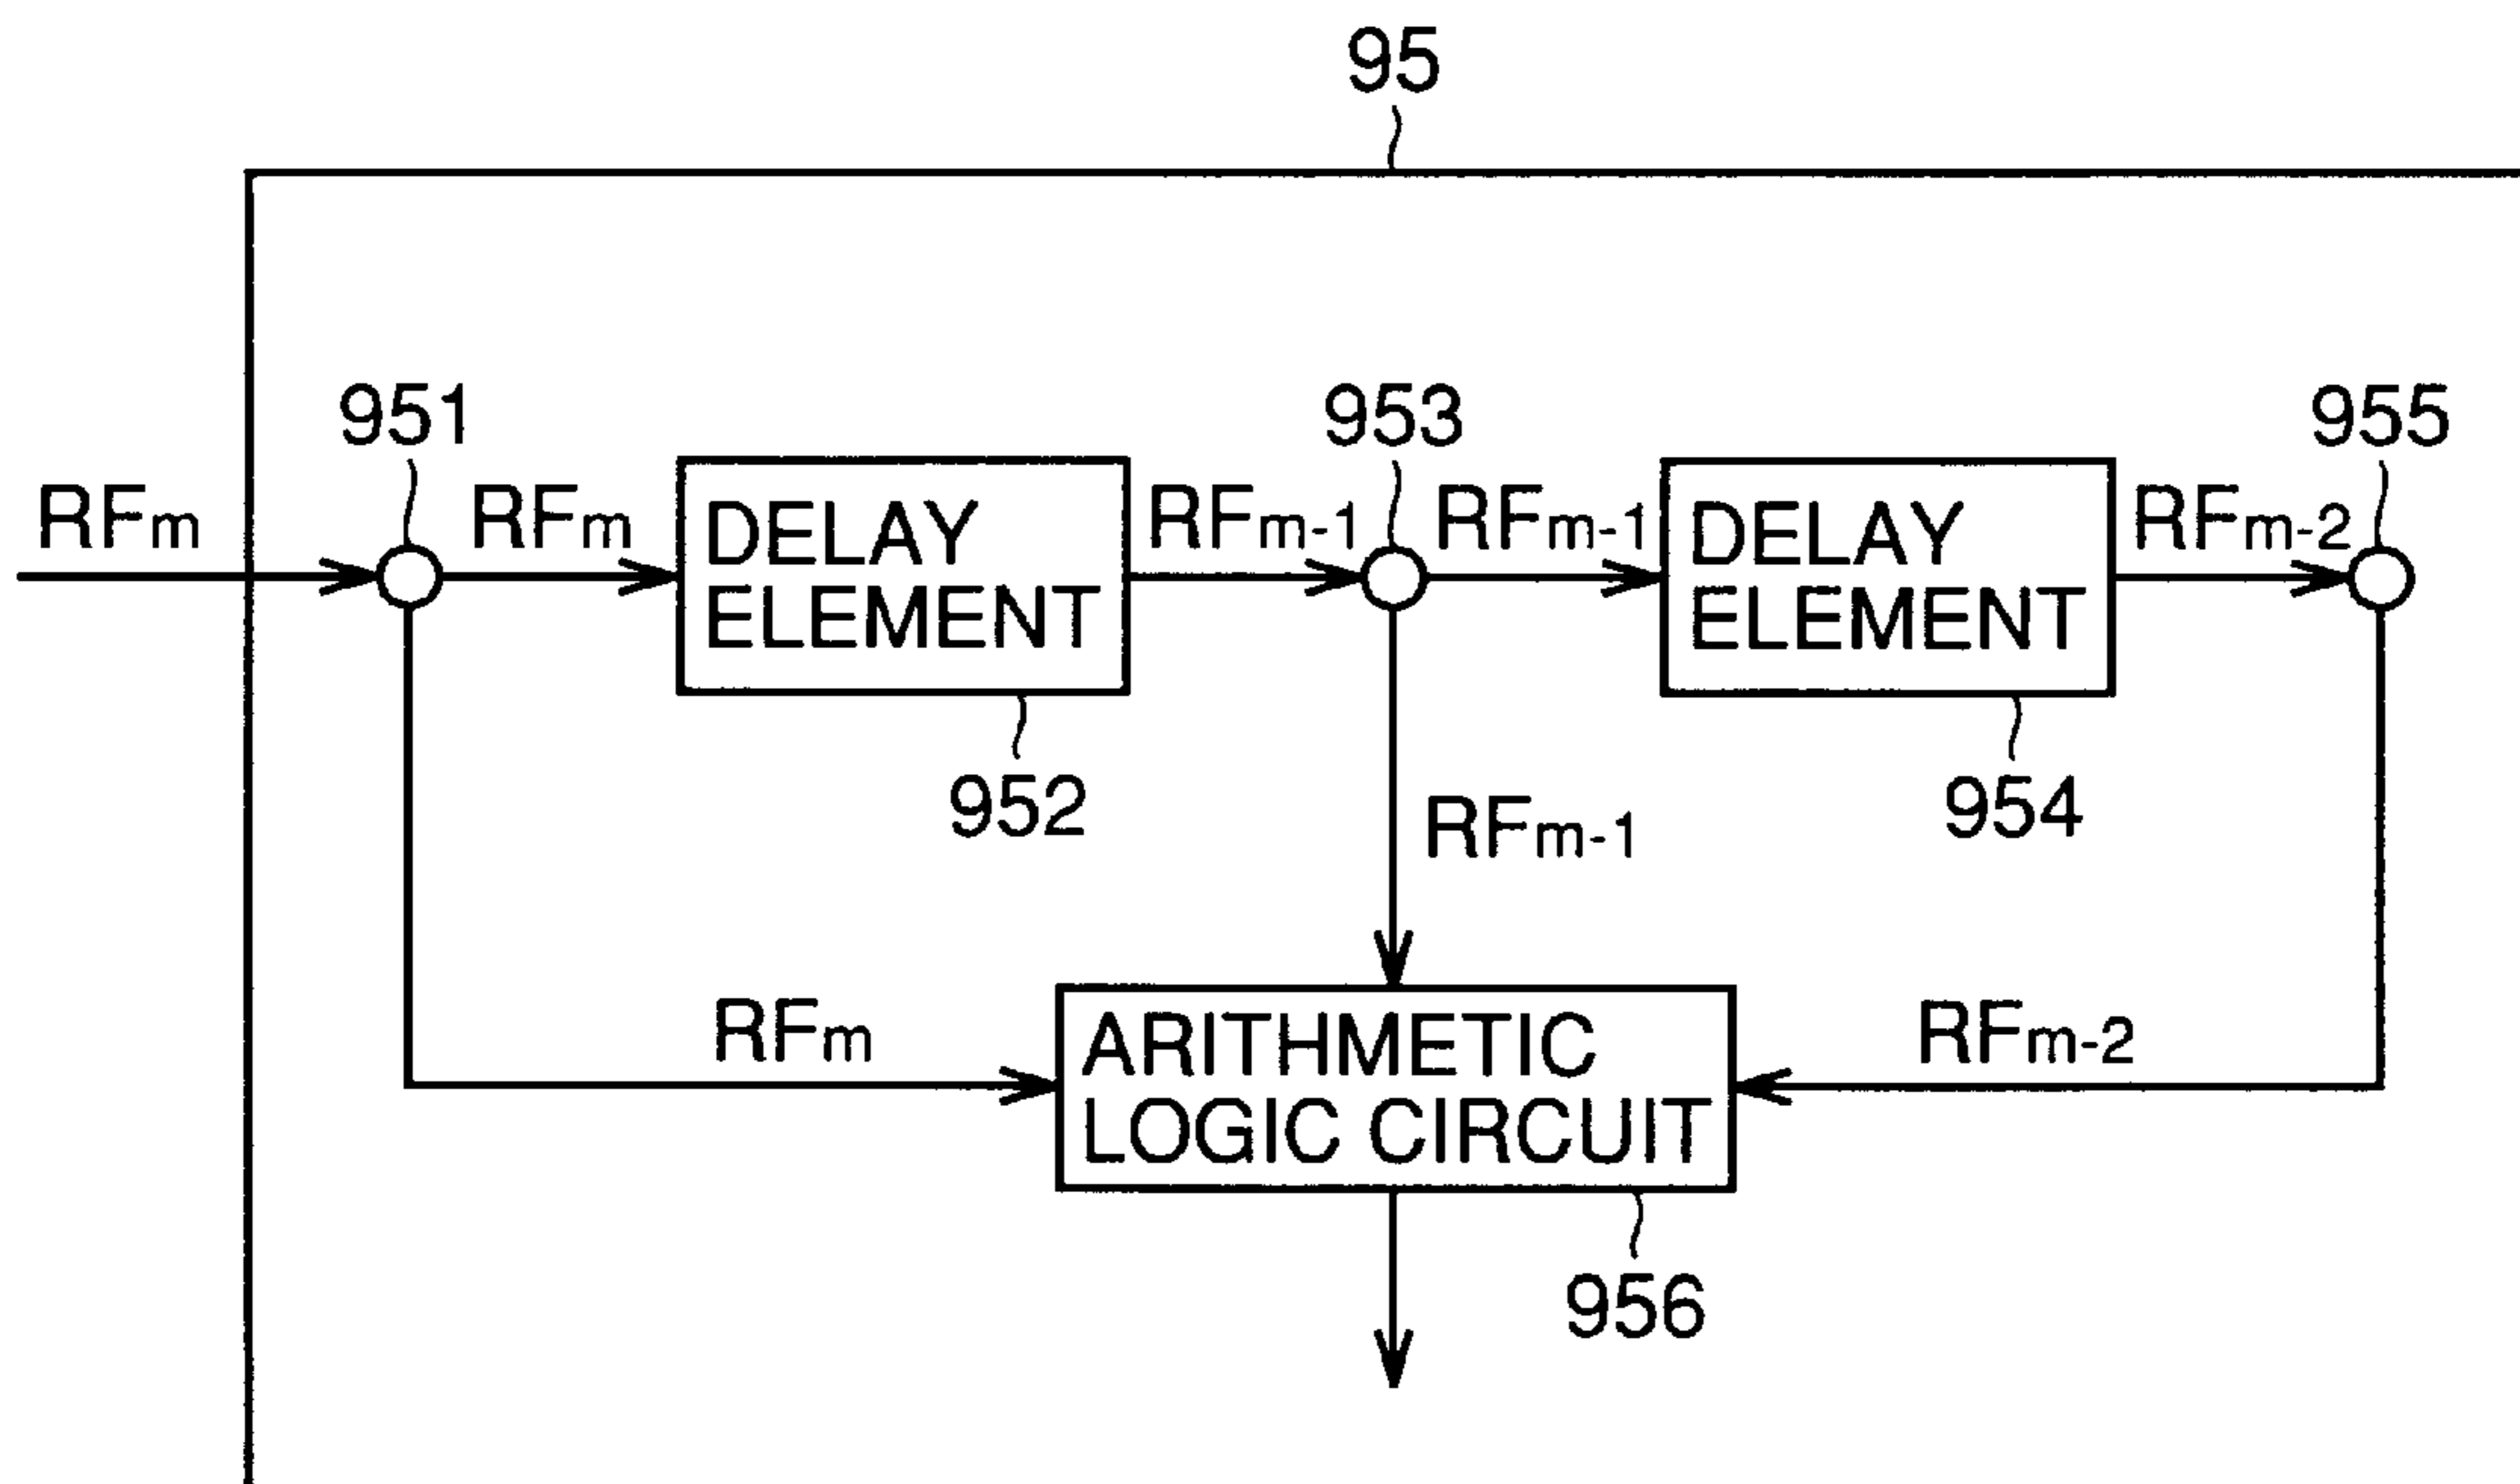 95
951
953
955
RFm
RFm
DELAY
ELEMENT
RFm-1
RFm-1
DELAY
ELEMENT
RFm-2
952
954
RFm-1
RFm
ARITHMETIC
LOGIC CIRCUIT
RFm-2
956